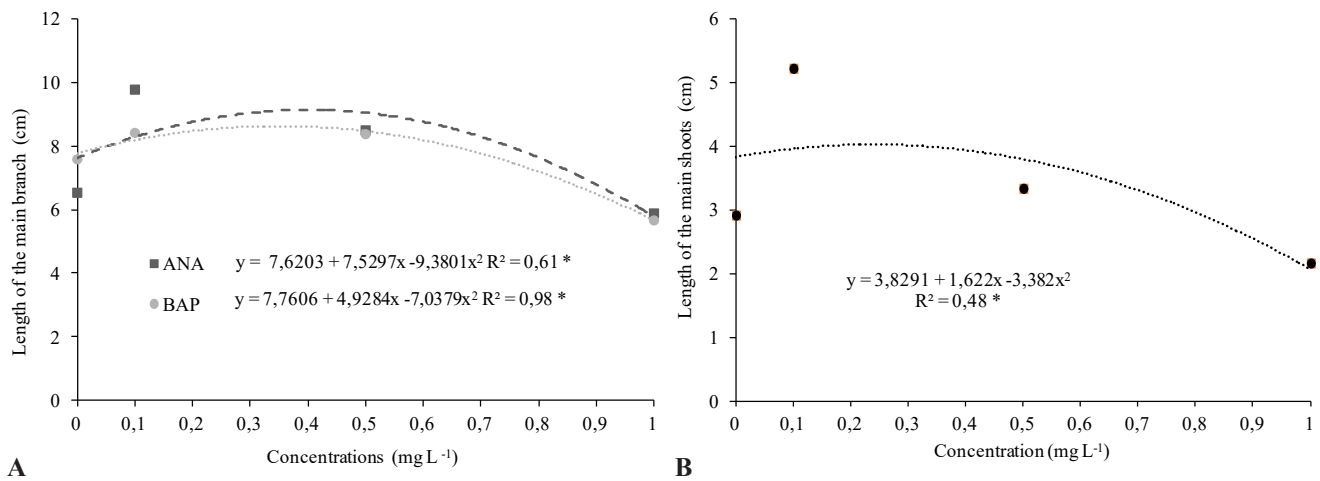 12
10
8
6
4
2
0
Length of the main branch (cm)
ANA y = 7,6203 + 7,5297x -9,3801x² R² = 0,61 *
BAP y = 7,7606 + 4,9284x -7,0379x² R² = 0,98 *
0 0,1 0,2 0,3 0,4 0,5 0,6 0,7 0,8 0,9 1
Concentrations (mg L⁻¹)
A
6
5
4
3
2
1
0
Length of the main shoots (cm)
y = 3,8291 + 1,622x -3,382x²
R² = 0,48 *
0 0,1 0,2 0,3 0,4 0,5 0,6 0,7 0,8 0,9 1
Concentration (mg L⁻¹)
B